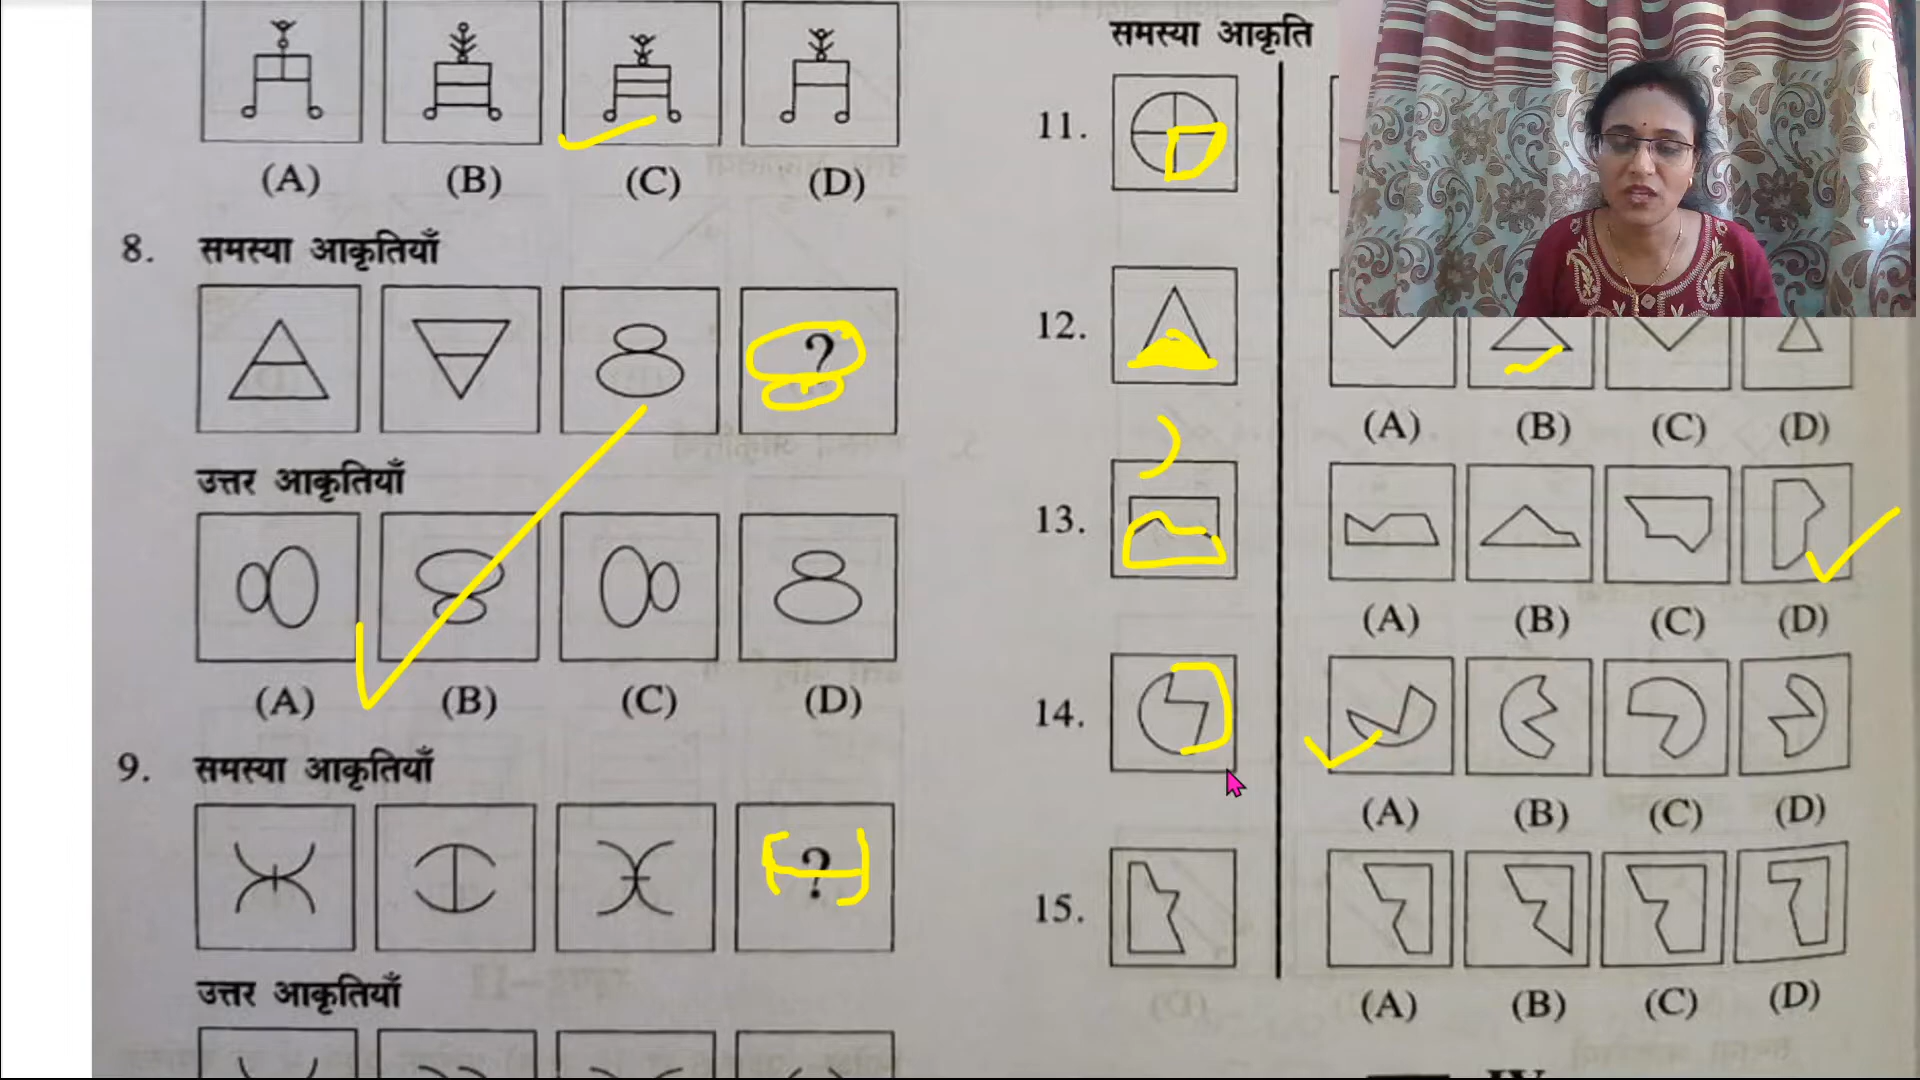 (A) (B) (C) (D)
8. समस्या आकृतियाँ
?
उत्तर आकृतियाँ
(A) (B) (C) (D)
9. समस्या आकृतियाँ
?
उत्तर आकृतियाँ
समस्या आकृति
11.
12.
(A) (B) (C) (D)
13.
(A) (B) (C) (D)
14.
(A) (B) (C) (D)
15.
(A) (B) (C) (D)